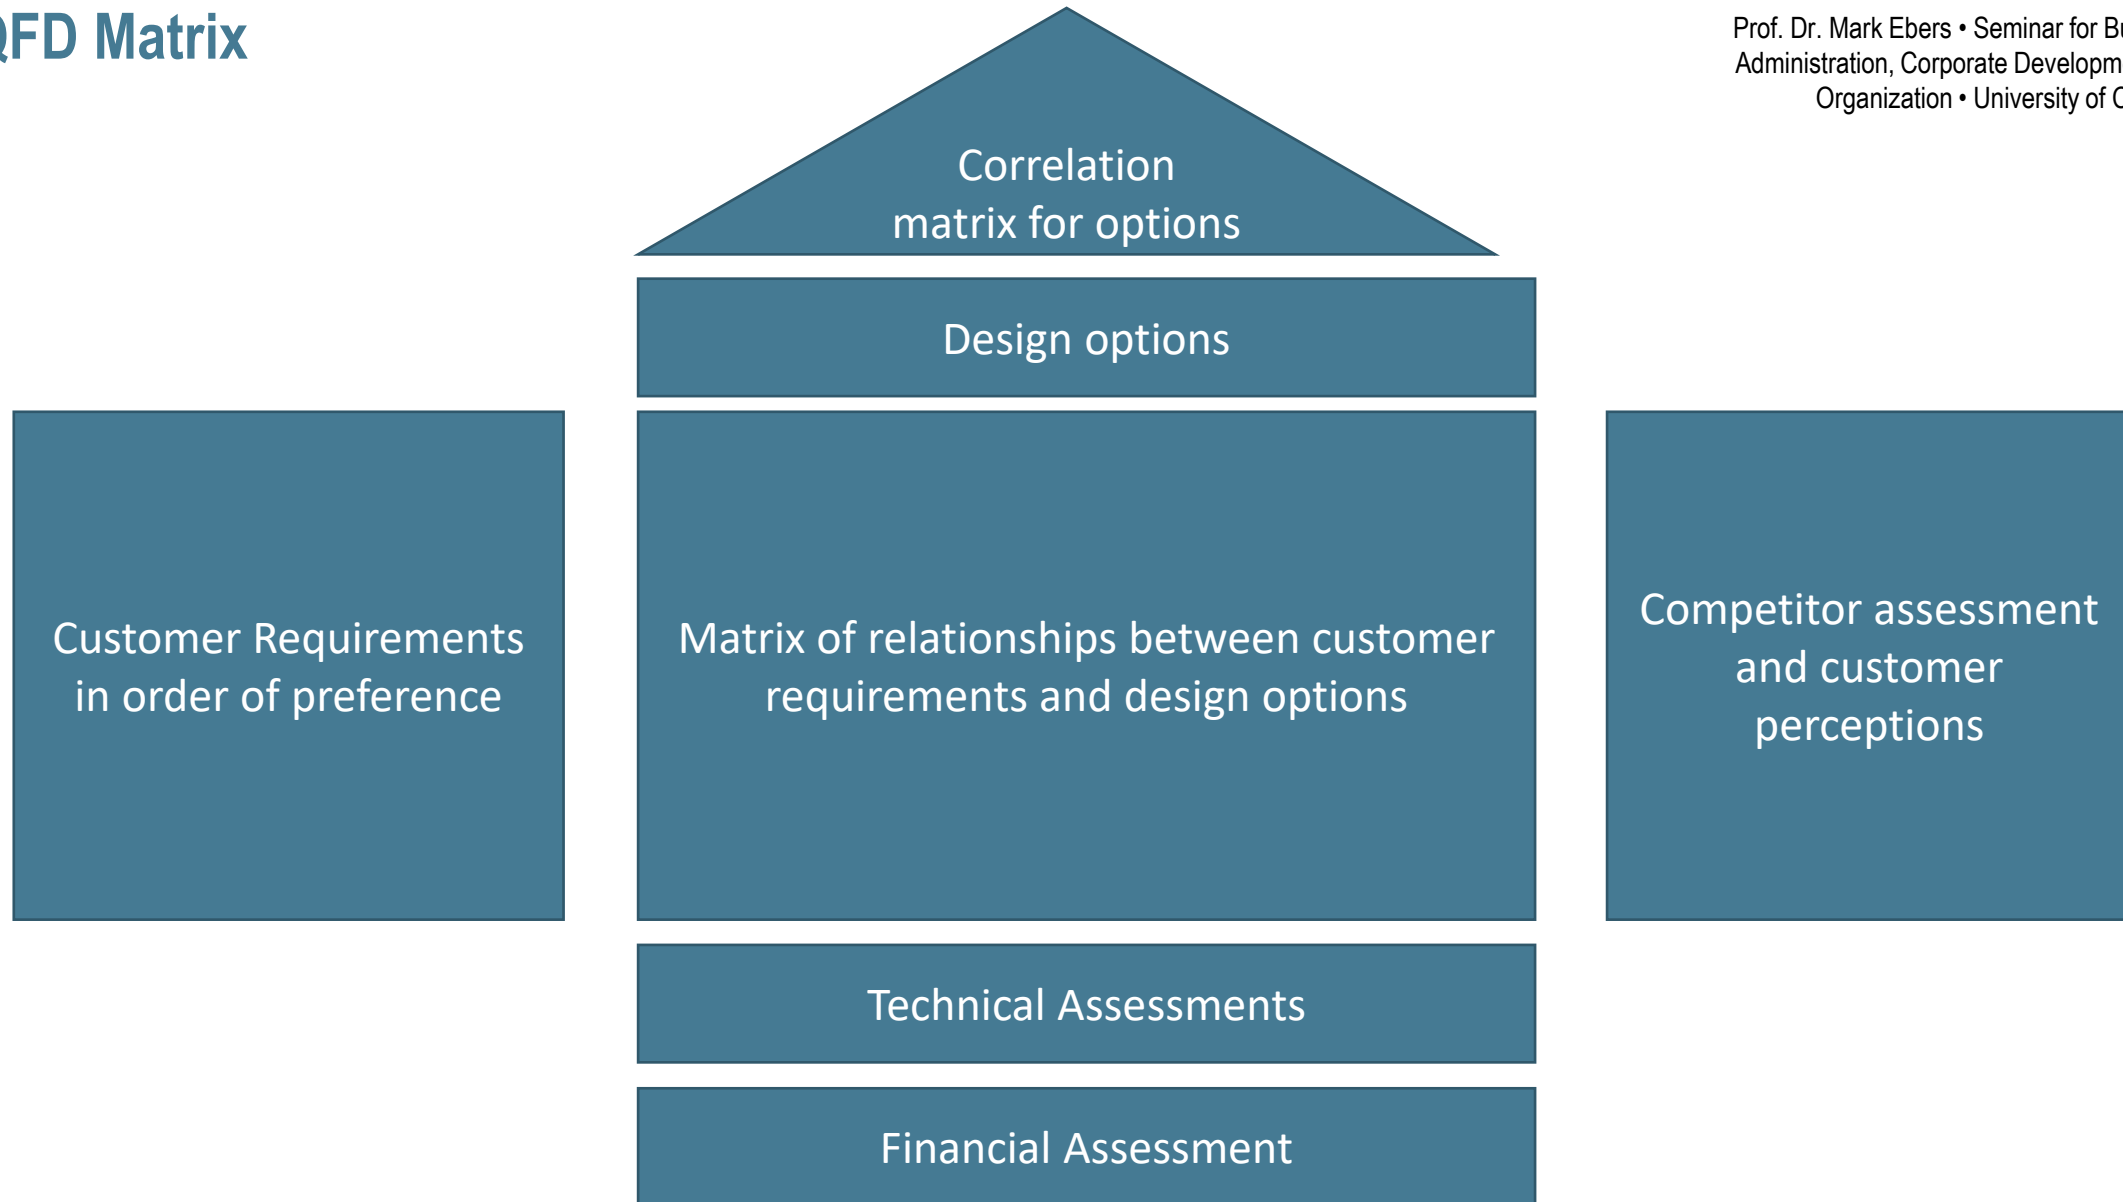 QFD Matrix
Prof. Dr. Mark Ebers • Seminar for
Administration, Corporate
Organization • University of
Correlation
matrix for options
Design options
Customer Requirements
in order of preference
Matrix of relationships between customer
requirements and design options
Competitor assessment
and customer
perceptions
Technical Assessments
Financial Assessment